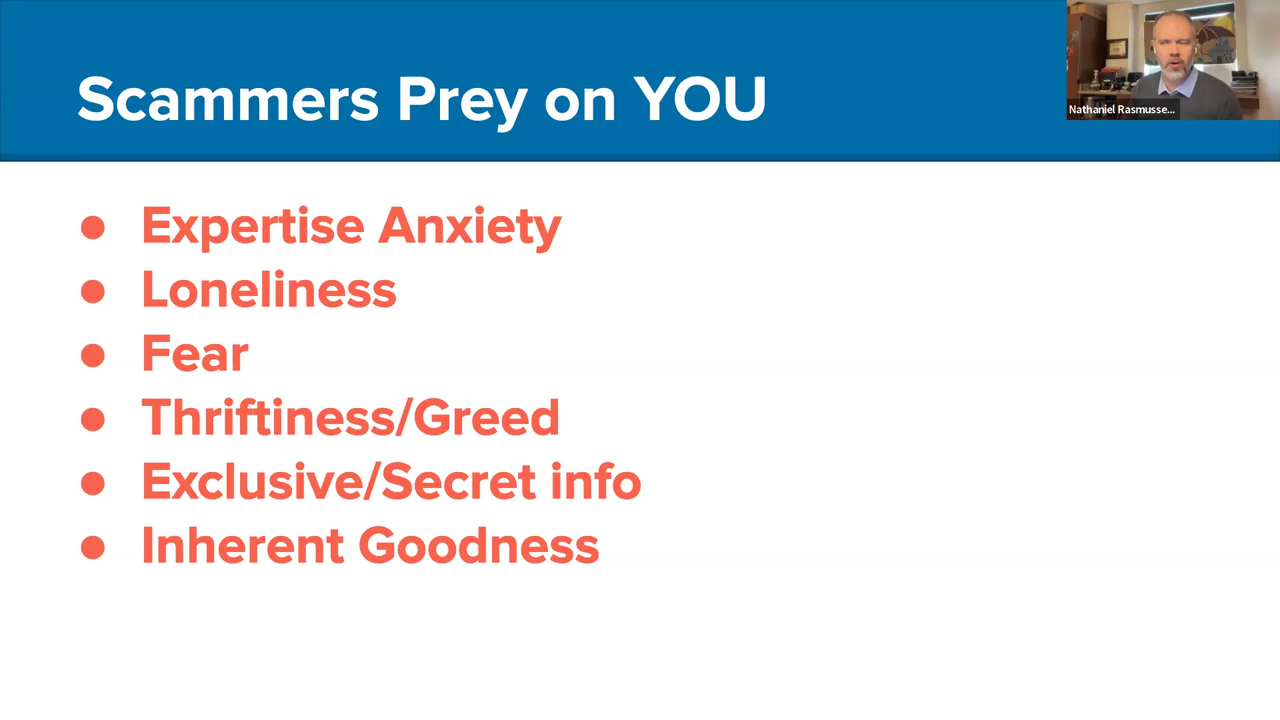 Scammers Prey on YOU
Nathaniel Rasmusse...
● Expertise Anxiety
● Loneliness
● Fear
● Thriftiness/Greed
● Exclusive/Secret info
● Inherent Goodness